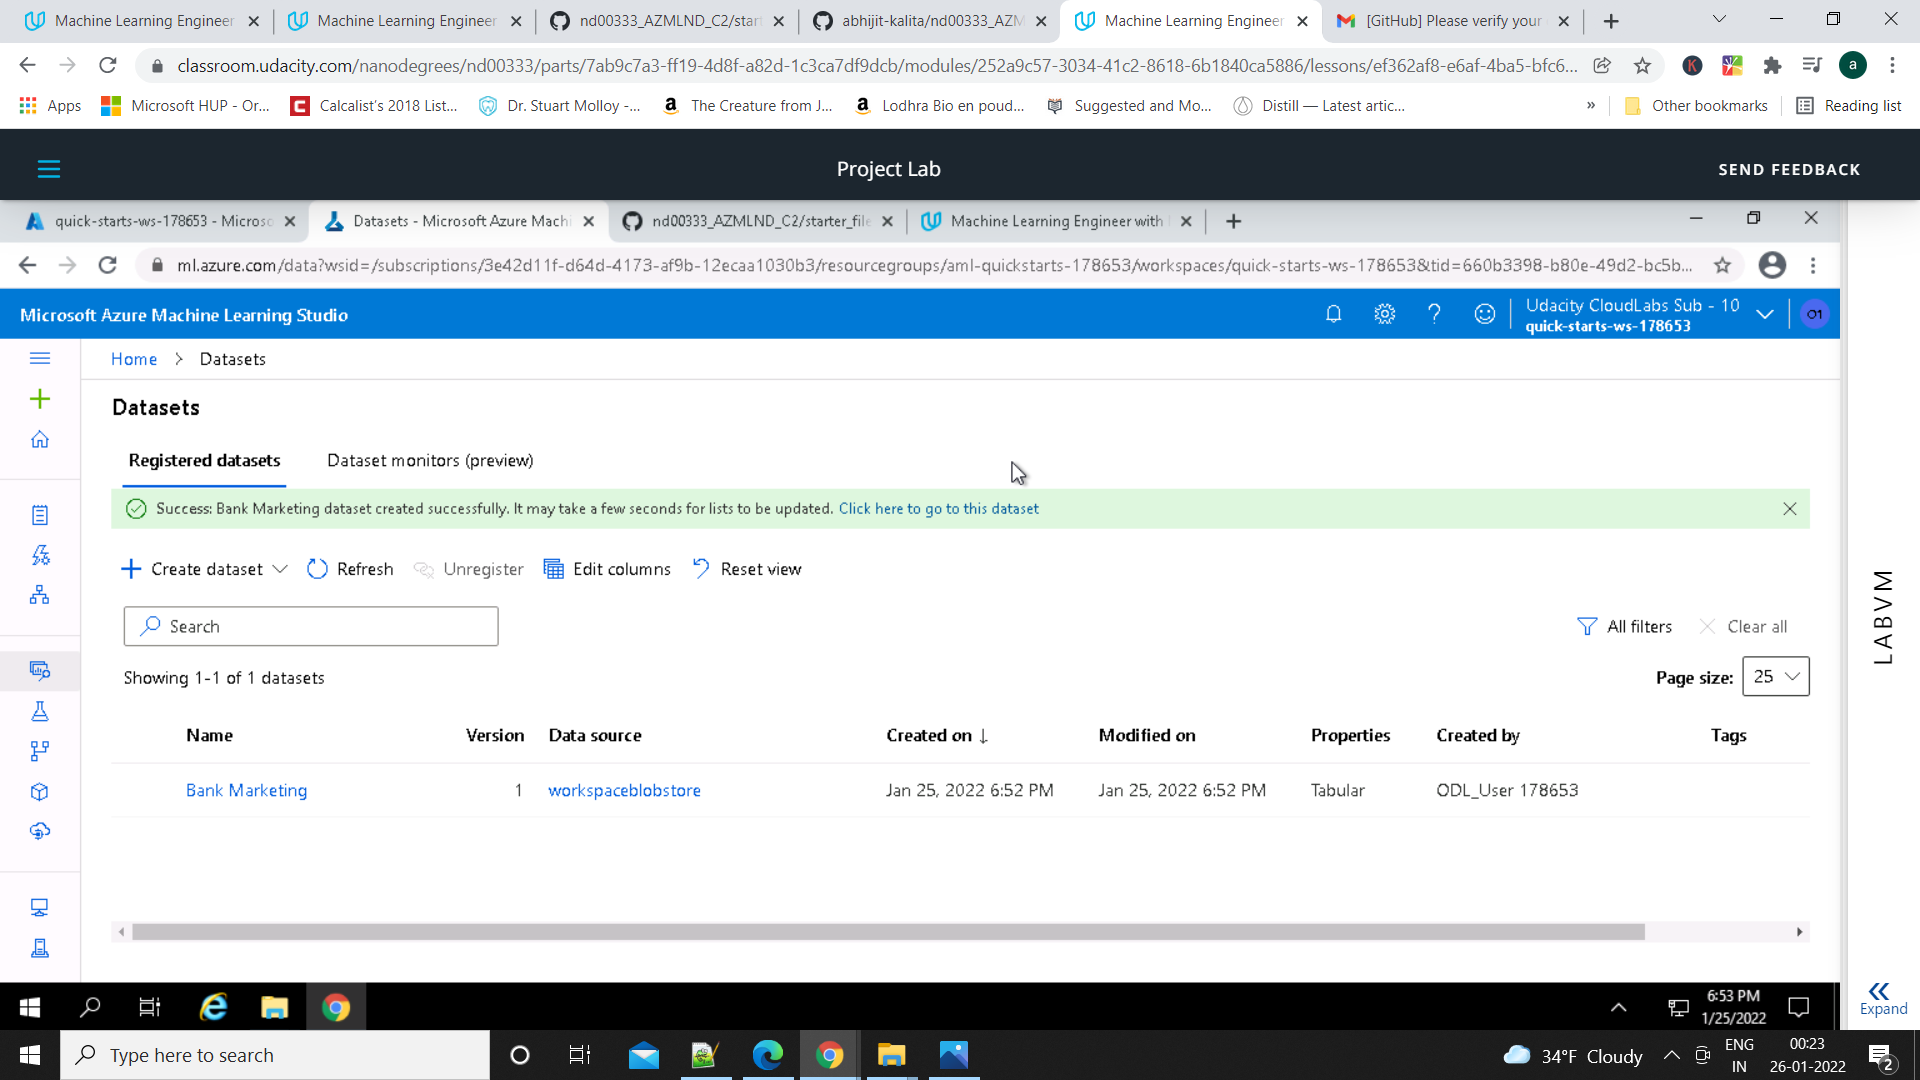 Machine Learning Engineer
Machine Learning Engineer
nd00333_AZMLND_C2/start
abhijit-kalita/nd00333_AZM
Machine Learning Engineer
[GitHub] Please verify your
classroom.udacity.com/nanodegrees/nd00333/parts/7ab9c7a3-ff19-4d8f-a82d-1c3ca7df9dcb/modules/252a9c57-3034-41c2-8618-6b1840ca5886/lessons/ef362af8-e6af-4ba5-bfc6...
a
Apps
Microsoft HUP - Or...
Calcalist's 2018 List...
Dr. Stuart Molloy -...
The Creature from J...
Lodhra Bio en poud...
Suggested and Mo...
Distill — Latest artic...
»
Other bookmarks
Reading list
Project Lab
SEND FEEDBACK
quick-starts-ws-178653 - Microso
Datasets - Microsoft Azure Machi
nd00333_AZMLND_C2/starter_file
Machine Learning Engineer with
ml.azure.com/data?wsid=/subscriptions/3e42d11f-d64d-4173-af9b-12ecaa1030b3/resourcegroups/aml-quickstarts-178653/workspaces/quick-starts-ws-178653&tid=660b3398-b80e-49d2-bc5b...
Microsoft Azure Machine Learning Studio
Udacity CloudLabs Sub - 10
quick-starts-ws-178653
O1
Home > Datasets
Datasets
Registered datasets
Dataset monitors (preview)
Success: Bank Marketing dataset created successfully. It may take a few seconds for lists to be updated. Click here to go to this dataset
Create dataset
Refresh
Unregister
Edit columns
Reset view
Search
All filters
Clear all
Showing 1-1 of 1 datasets
Page size: 25
Name Version Data source Created on ↓ Modified on Properties Created by Tags
Bank Marketing 1 workspaceblobstore Jan 25, 2022 6:52 PM Jan 25, 2022 6:52 PM Tabular ODL_User 178653
LABVM
Expand
6:53 PM
1/25/2022
Type here to search
34°F Cloudy
ENG
IN
00:23
26-01-2022
2